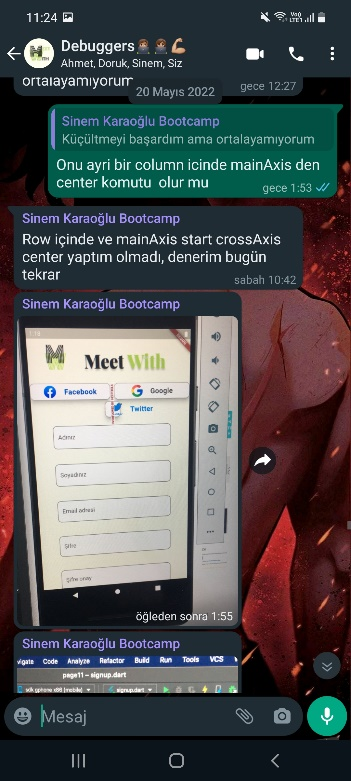 11:24
Debuggers
Ahmet, Doruk, Sinem, Siz
ortalayamıyorum
gece 12:27
20 Mayıs 2022
Sinem Karaoğlu Bootcamp
Küçültmeyi başardım ama ortalayamıyorum
Onu ayri bir column icinde mainAxis den
center komutu olur mu
gece 1:53
Sinem Karaoğlu Bootcamp
Row içinde ve mainAxis start crossAxis
center yaptım olmadı, denerim bugün
tekrar
sabah 10:42
Sinem Karaoğlu Bootcamp
Meet With
Facebook
Google
Twitter
Adınız
Soyadınız
Email adresi
Şifre
Şifre onay
öğleden sonra 1:55
Sinem Karaoğlu Bootcamp
vigate Code Analyze Refactor Build Run Tools VCS
page11 – signup.dart
sdk gphone x86 (mobile)
signup.dart
Mesaj